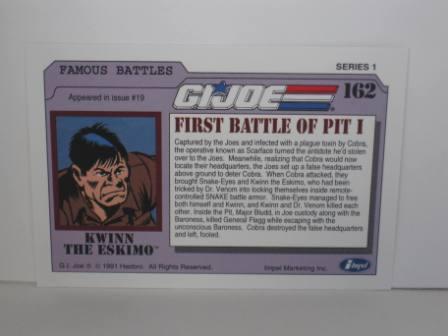 FAMOUS BATTLES
SERIES 1
Appeared in issue #19
G.I. JOE
162
FIRST BATTLE OF PIT I
Captured by the Joes and infected with a plague toxin by Cobra,
the operative known as Scarface turned the antidote he'd stolen
over to the Joes. Meanwhile, realizing that Cobra would now
locate their headquarters, the Joes set up a false headquarters
above ground to deter Cobra. When Cobra attacked, they
brought Snake-Eyes and Kwinn the Eskimo, who had been
tricked by Dr. Venom into locking themselves inside remote-
controlled SNAKE battle armor. Snake-Eyes managed to free
both himself and Kwinn, and Kwinn and Dr. Venom killed each
other. Inside the Pit, Major Bludd, in Joe custody along with the
Baroness, killed General Flagg while escaping with the
unconscious Baroness. Cobra destroyed the false headquarters
and left, fooled.
KWINN
THE ESKIMO™
G.I. Joe ® © 1991 Hasbro. All Rights Reserved.
Impel Marketing Inc.
Impel